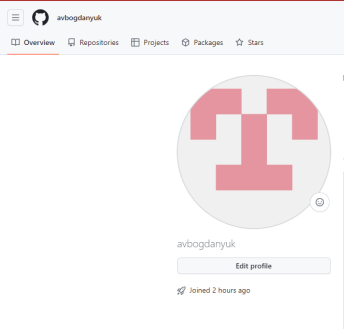 avbogdanyuk
Overview Repositories Projects Packages Stars
avbogdanyuk
Edit profile
Joined 2 hours ago